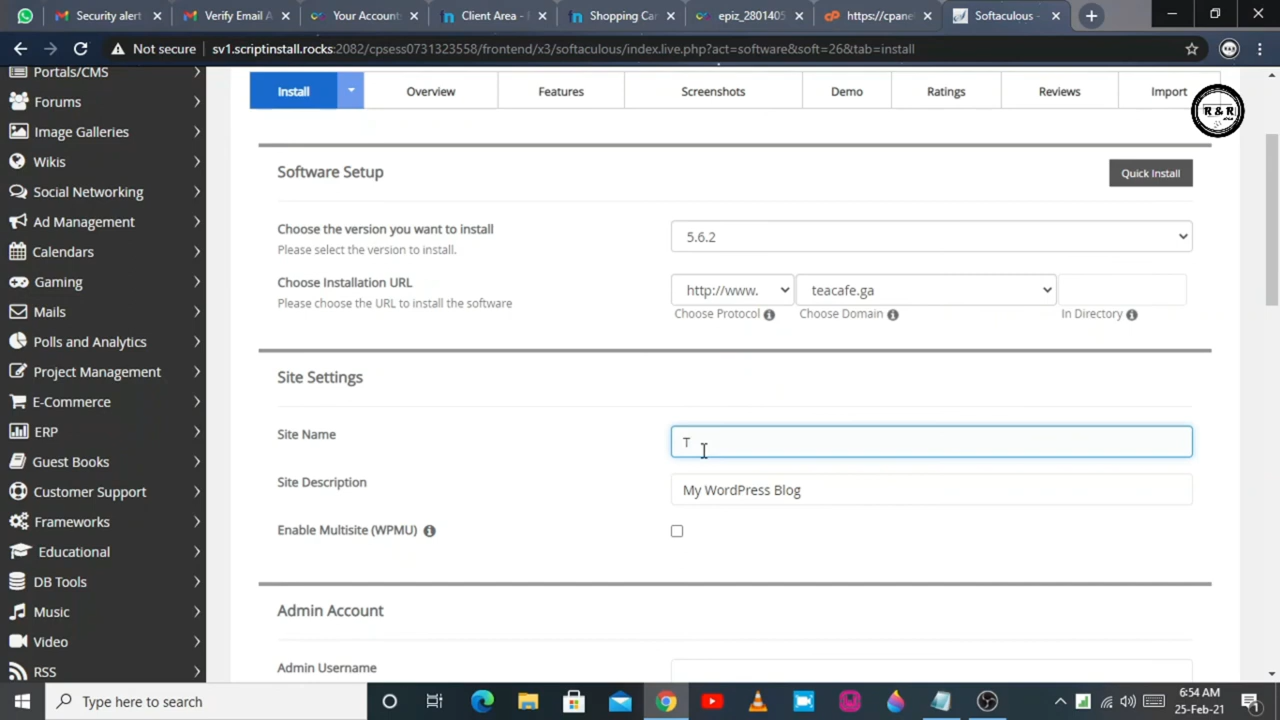 Security alert
Verify Email A
Your Account
Client Area -
Shopping Ca
epiz_2801405
https://cpane
Softaculous -
Not secure
sv1.scriptinstall.rocks:2082/cpsess0731323558/frontend/x3/softaculous/index.live.php?act=software&soft=26&tab=install
Portals/CMS
Forums
Image Galleries
Wikis
Social Networking
Ad Management
Calendars
Gaming
Mails
Polls and Analytics
Project Management
E-Commerce
ERP
Guest Books
Customer Support
Frameworks
Educational
DB Tools
Music
Video
RSS
Install
Overview
Features
Screenshots
Demo
Ratings
Reviews
Import
R & R
Software Setup
Quick Install
Choose the version you want to install
Please select the version to install.
5.6.2
Choose Installation URL
Please choose the URL to install the software
http://www.
teacafe.ga
Choose Protocol
Choose Domain
In Directory
Site Settings
Site Name
T
Site Description
My WordPress Blog
Enable Multisite (WPMU)
Admin Account
Admin Username
Type here to search
6:54 AM
25-Feb-21
1